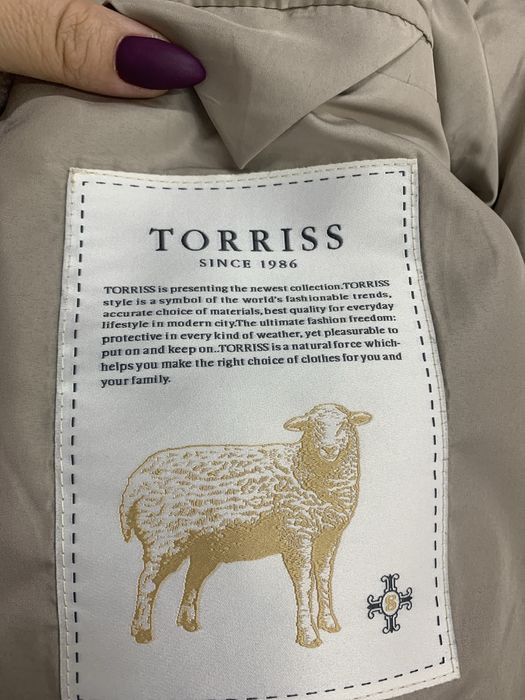 TORRISS
SINCE 1986
TORRISS is presenting the newest collection.TORRISS
style is a symbol of the world's fashionable trends,
accurate choice of materials, best quality for everyday
lifestyle in modern city.The ultimate fashion freedom:
protective in every kind of weather, yet pleasurable to
put on and keep on..TORRISS is a natural force which-
helps you make the right choice of clothes for you and
your family.